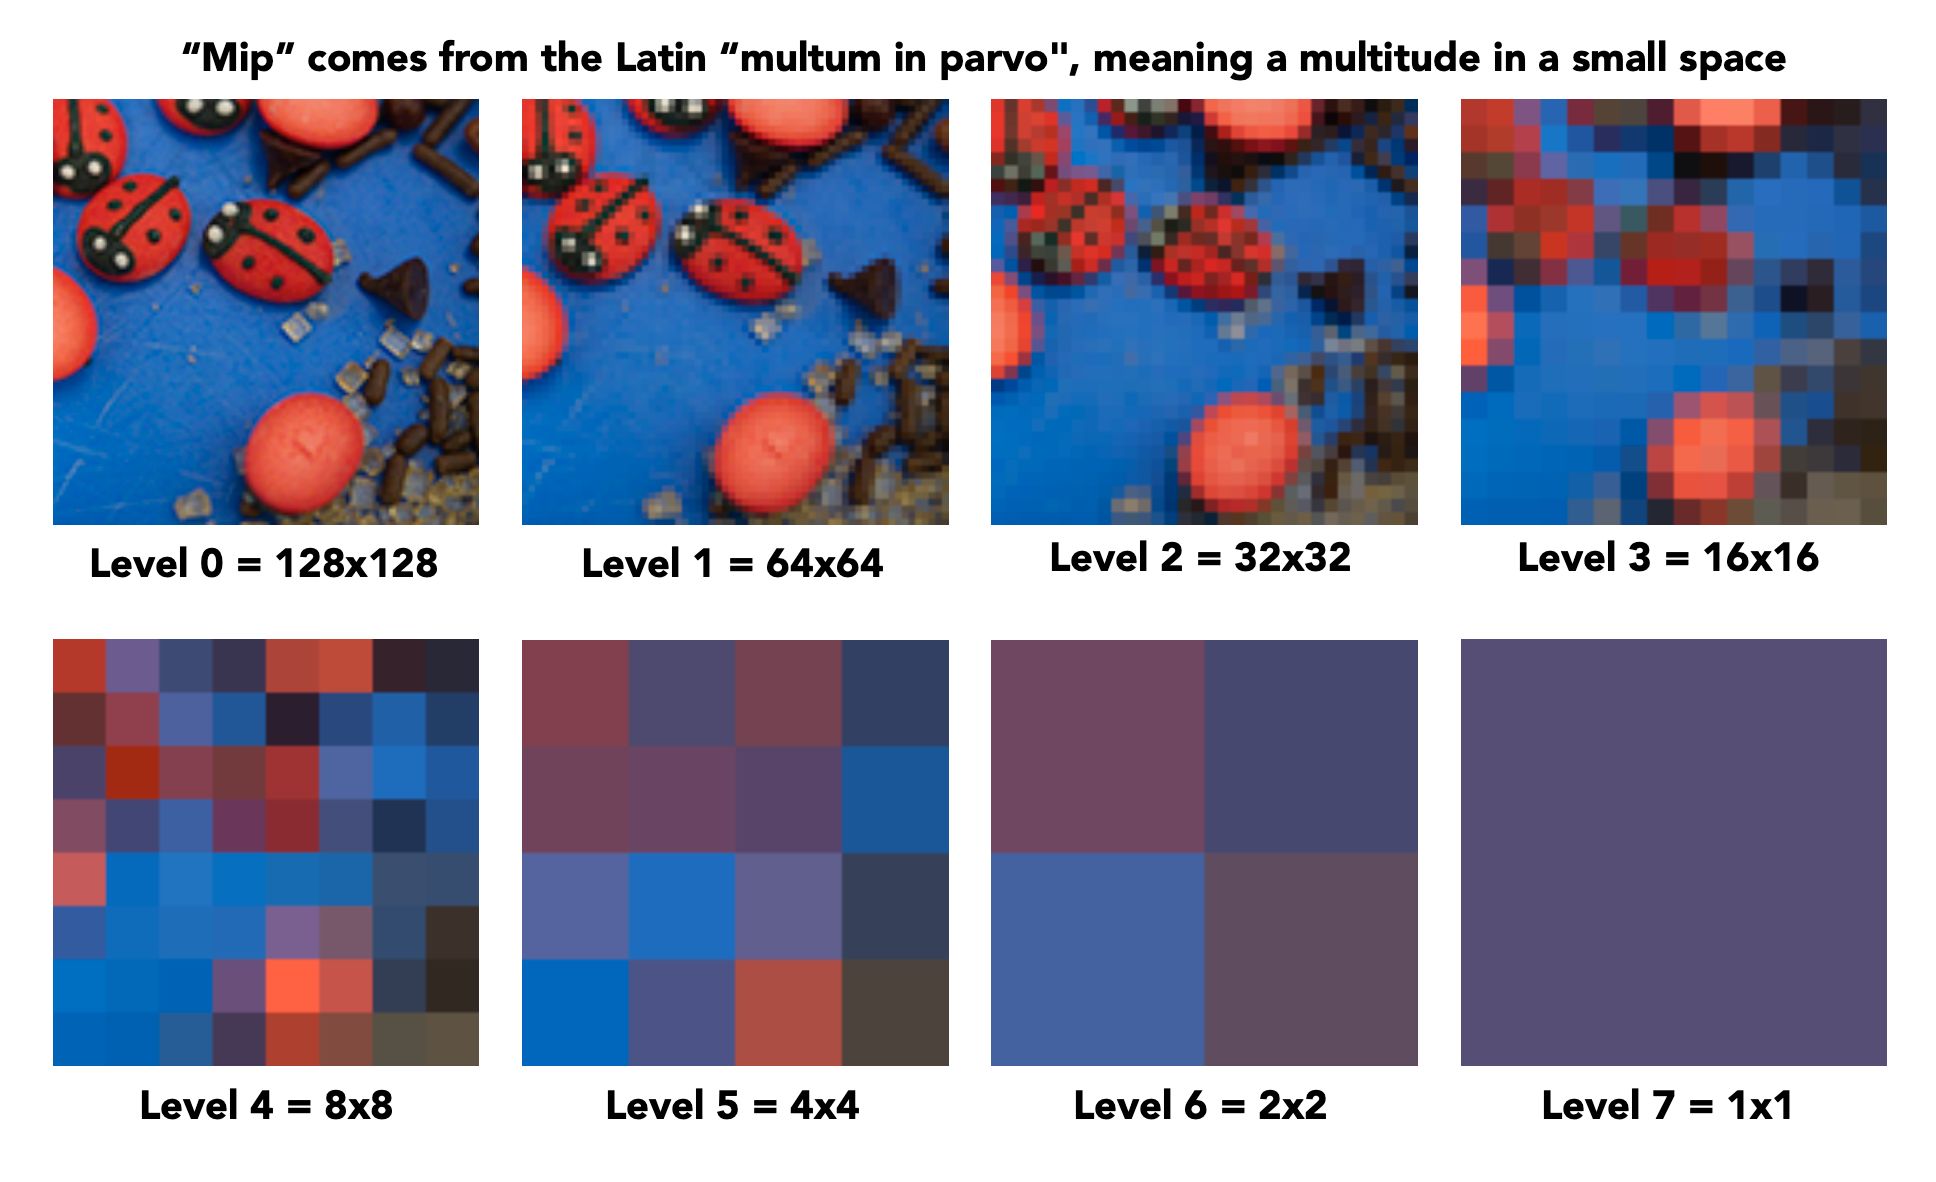 “Mip” comes from the Latin “multum in parvo", meaning a multitude in a small space
Level 0 = 128x128
Level 1 = 64x64
Level 2 = 32x32
Level 3 = 16x16
Level 4 = 8x8
Level 5 = 4x4
Level 6 = 2x2
Level 7 = 1x1